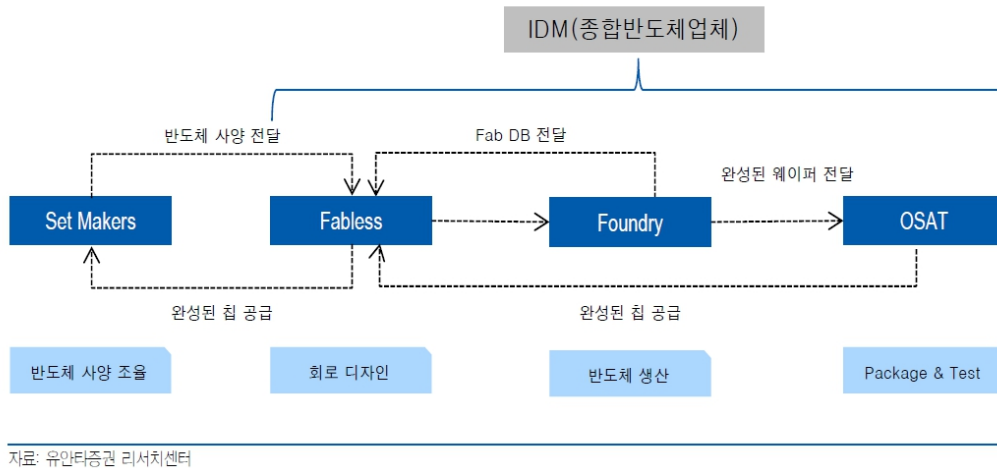 IDM(종합반도체업체)
반도체 사양 전달
Fab DB 전달
완성된 웨이퍼 전달
Set Makers
Fabless
Foundry
OSAT
완성된 칩 공급
완성된 칩 공급
반도체 사양 조율
회로 디자인
반도체 생산
Package & Test
자료: 유안타증권 리서치센터